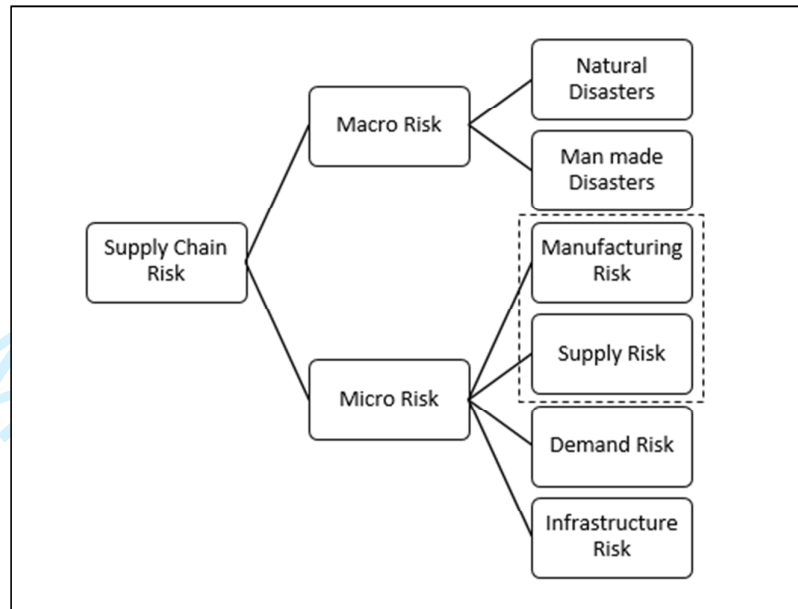 Supply Chain
Risk
Macro Risk
Natural
Disasters
Man made
Disasters
Micro Risk
Manufacturing
Risk
Supply Risk
Demand Risk
Infrastructure
Risk